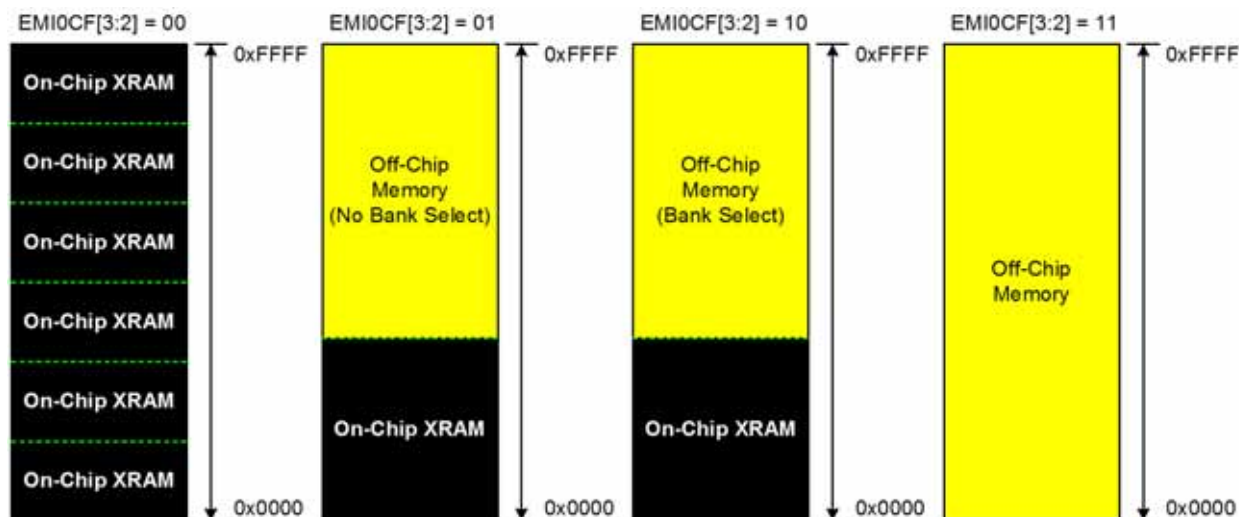 EMI0CF[3:2] = 00
EMI0CF[3:2] = 01
EMI0CF[3:2] = 10
EMI0CF[3:2] = 11
On-Chip XRAM
On-Chip XRAM
On-Chip XRAM
On-Chip XRAM
On-Chip XRAM
On-Chip XRAM
0xFFFF
0x0000
Off-Chip
Memory
(No Bank Select)
On-Chip XRAM
0xFFFF
0x0000
Off-Chip
Memory
(Bank Select)
On-Chip XRAM
0xFFFF
0x0000
Off-Chip
Memory
0xFFFF
0x0000